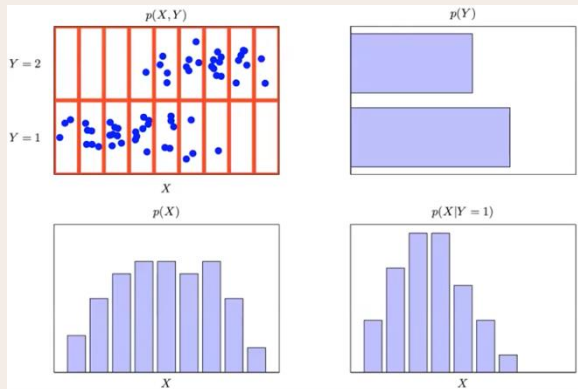 p(X, Y)
Y = 2
Y = 1
X
p(Y)
p(X)
X
p(X|Y = 1)
X